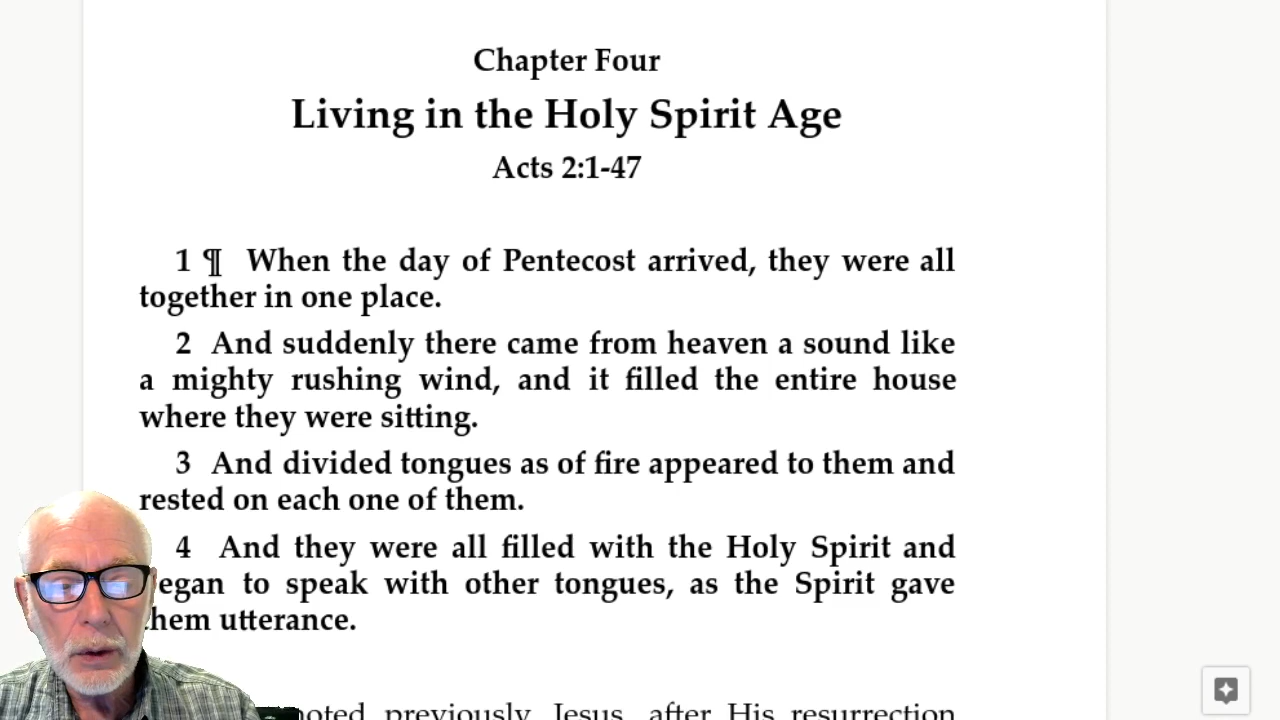 Chapter Four
Living in the Holy Spirit Age
Acts 2:1-47
1 ¶ When the day of Pentecost arrived, they were all
together in one place.
2 And suddenly there came from heaven a sound like
a mighty rushing wind, and it filled the entire house
where they were sitting.
3 And divided tongues as of fire appeared to them and
rested on each one of them.
4 And they were all filled with the Holy Spirit and
egan to speak with other tongues, as the Spirit gave
them utterance.
noted previously, Jesus, after His resurrection